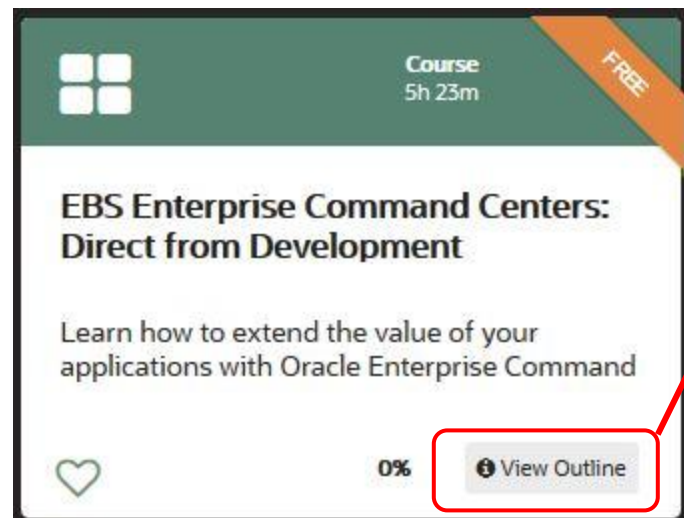 Course
5h 23m
FREE
EBS Enterprise Command Centers:
Direct from Development
Learn how to extend the value of your
applications with Oracle Enterprise Command
0%
View Outline